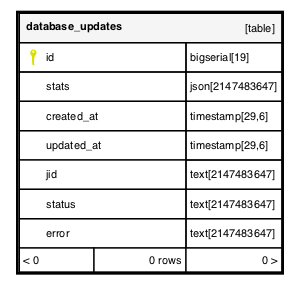 database_updates [table]
id bigserial[19]
stats json[2147483647]
created_at timestamp[29,6]
updated_at timestamp[29,6]
jid text[2147483647]
status text[2147483647]
error text[2147483647]
< 0 0 rows 0 >